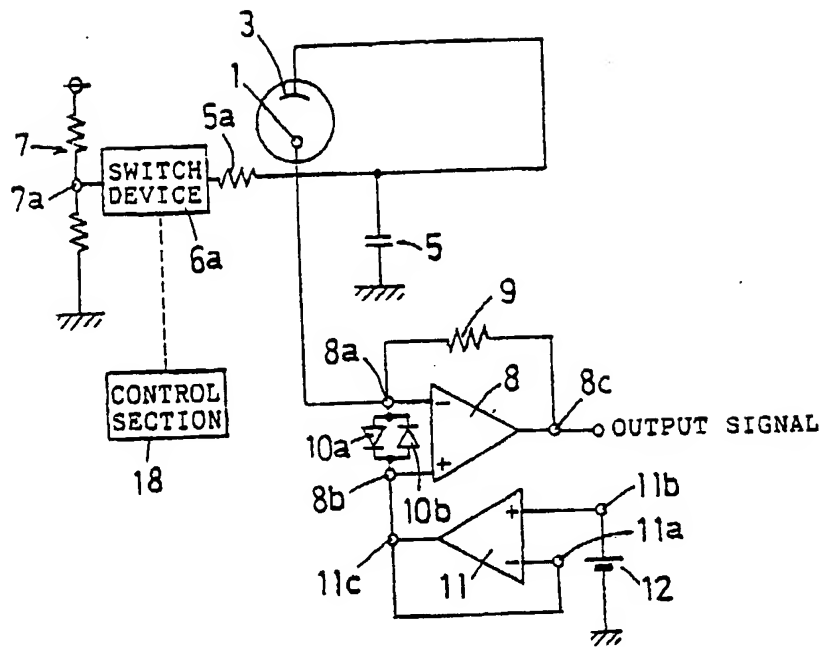 3
1
5a
7
7a
SWITCH
DEVICE
6a
5
9
8a
8
8c
CONTROL
SECTION
18
-
OUTPUT SIGNAL
10a
+
8b
10b
11b
+
11a
11c
11
-
12